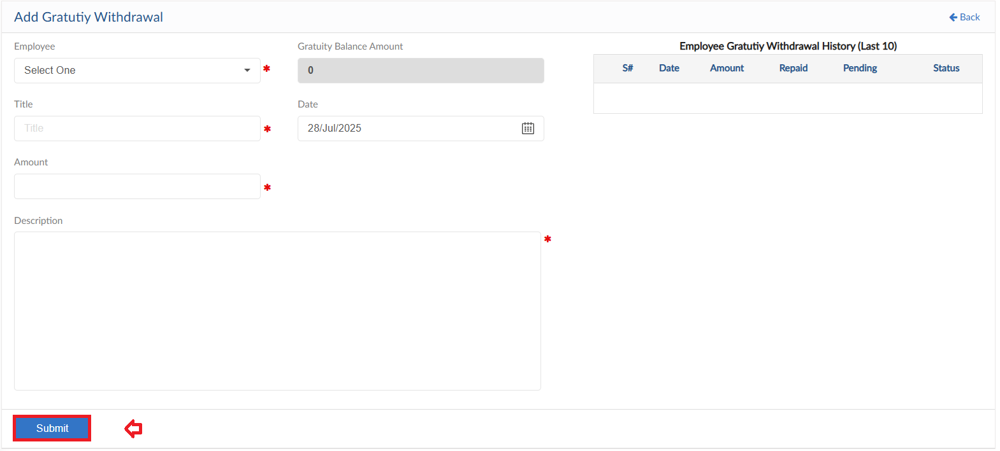 Add Gratutiy Withdrawal
Back
Employee
Select One
*
Gratuity Balance Amount
0
Title
Title
*
Date
28/Jul/2025
Amount
*
Description
*
Employee Gratutiy Withdrawal History (Last 10)
S# Date Amount Repaid Pending Status
Submit